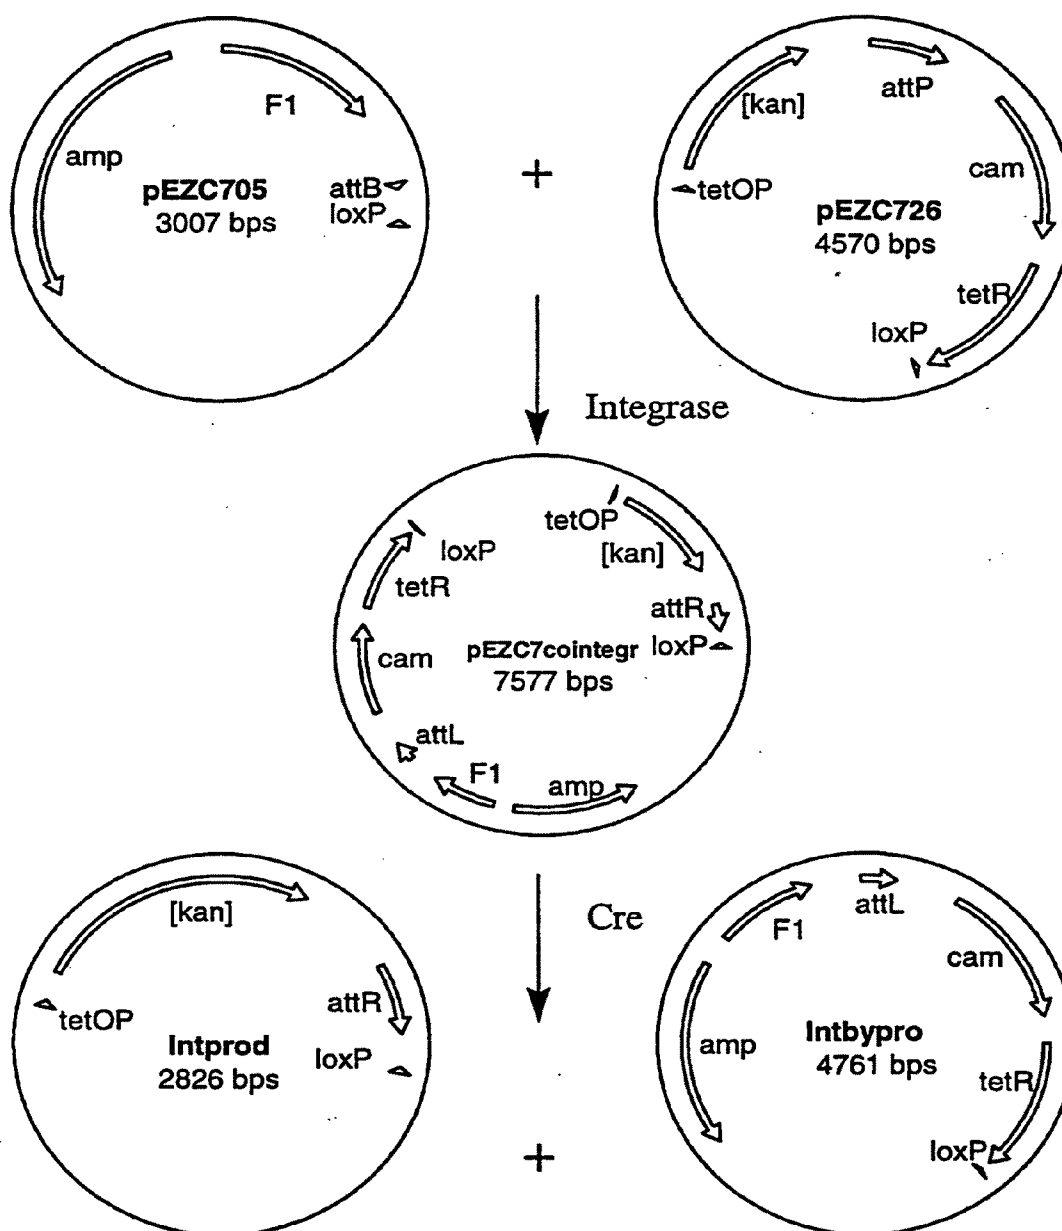 F1
amp
pEZC705
3007 bps
attB
loxP
+
attP
[kan]
cam
tetOP
pEZC726
4570 bps
tetR
loxP
Integrase
tetOP
[kan]
loxP
tetR
attR
loxP
pEZC7cointegr
7577 bps
cam
attL
F1
amp
Cre
[kan]
tetOP
attR
loxP
Intprod
2826 bps
+
attL
F1
cam
amp
Intbypro
4761 bps
tetR
loxP